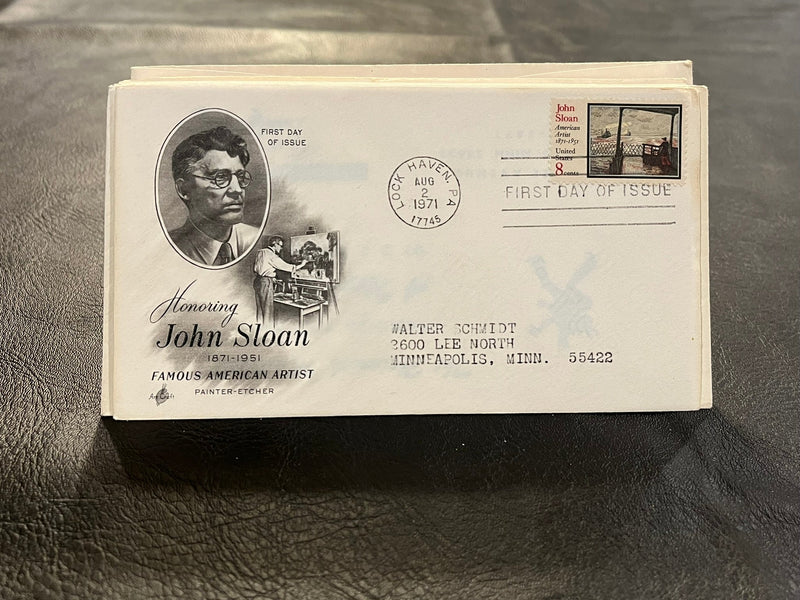 FIRST DAY
OF ISSUE
John
Sloan
American
Artist
1871-1951
United
States
8 cents
LOCK HAVEN, PA
AUG
2
1971
17745
FIRST DAY OF ISSUE
Honoring
John Sloan
1871-1951
FAMOUS AMERICAN ARTIST
PAINTER-ETCHER
Art Craft
WALTER SCHMIDT
2600 LEE NORTH
MINNEAPOLIS, MINN. 55422